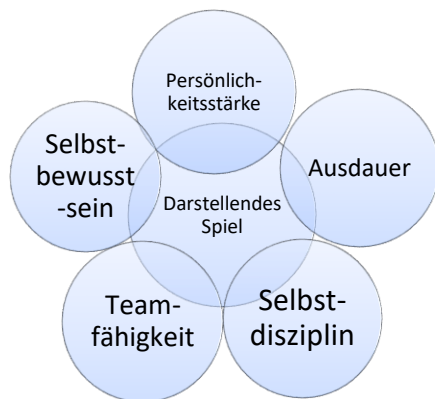 Persönlich-
keitsstärke
Selbst-
bewusst
-sein
Ausdauer
Darstellendes
Spiel
Team-
fähigkeit
Selbst-
disziplin